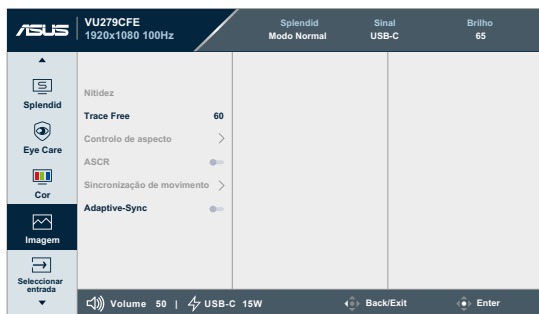 ASUS
VU279CFE
1920x1080 100Hz
Splendid
Modo Normal
Sinal
USB-C
Brilho
65
Splendid
Eye Care
Cor
Imagem
Seleccionar
entrada
Nitidez
Trace Free 60
Controlo de aspecto
ASCR
Sincronização de movimento
Adaptive-Sync
Volume 50 | USB-C 15W
Back/Exit
Enter